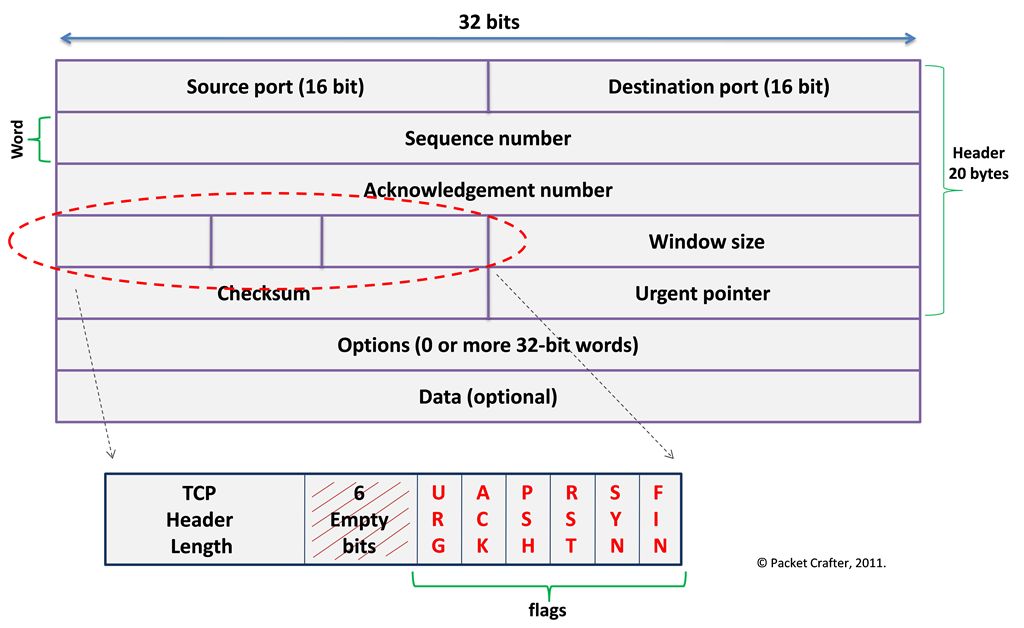 32 bits
Source port (16 bit)
Destination port (16 bit)
Word
Sequence number
Header
20 bytes
Acknowledgement number
Window size
Checksum
Urgent pointer
Options (0 or more 32-bit words)
Data (optional)
TCP
Header
Length
6
Empty
bits
URG
ACK
PSH
RST
SYN
FIN
© Packet Crafter, 2011.
flags